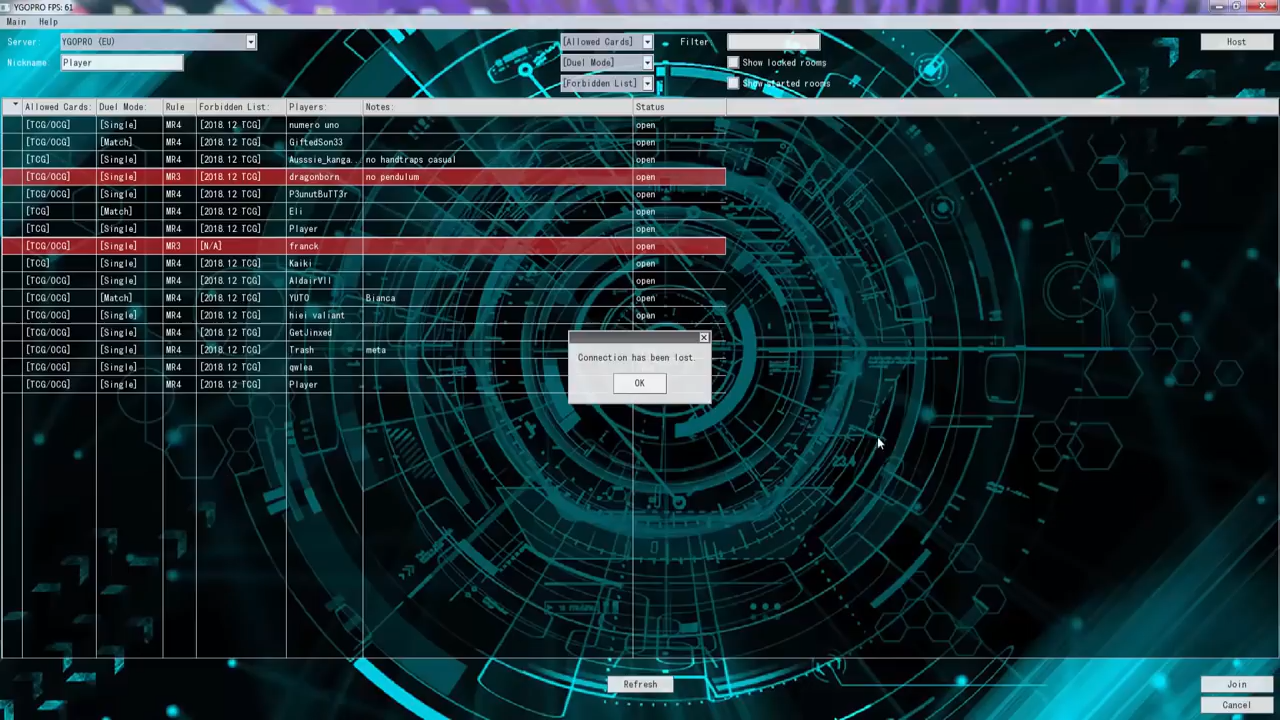 YGOPRO FPS: 61
Main Help
Server: YGOPRO (EU) [Allowed Cards] Filter Host
Nickname Player [Duel Mode] Show locked rooms
[Forbidden List] Show started rooms
Allowed Cards: Duel Mode: Rule Forbidden List: Players: Notes: Status
[TCG/OCG] [Single] MR4 [2018.12 TCG] numero uno open
[TCG/OCG] [Match] MR4 [2018.12 TCG] GiftedSon33 open
[TCG] [Single] MR4 [2018.12 TCG] Ausssie_kanga... no handtraps casual open
[TCG/OCG] [Single] MR3 [2018.12 TCG] dragonborn no pendulum open
[TCG/OCG] [Single] MR4 [2018.12 TCG] P3unutBuTT3r open
[TCG] [Match] MR4 [2018.12 TCG] Eli open
[TCG] [Single] MR4 [2018.12 TCG] Player open
[TCG/OCG] [Single] MR3 [N/A] franck open
[TCG] [Single] MR4 [2018.12 TCG] Kaiki open
[TCG/OCG] [Single] MR4 [2018.12 TCG] AldairVII open
[TCG/OCG] [Match] MR4 [2018.12 TCG] YUTO Bianca open
[TCG/OCG] [Single] MR4 [2018.12 TCG] hiei valiant open
[TCG/OCG] [Single] MR4 [2018.12 TCG] GetJinxed
[TCG/OCG] [Single] MR4 [2018.12 TCG] Trash meta
[TCG/OCG] [Single] MR4 [2018.12 TCG] qwlea
[TCG/OCG] [Single] MR4 [2018.12 TCG] Player
Connection has been lost.
OK
23.4
Refresh Join
Cancel